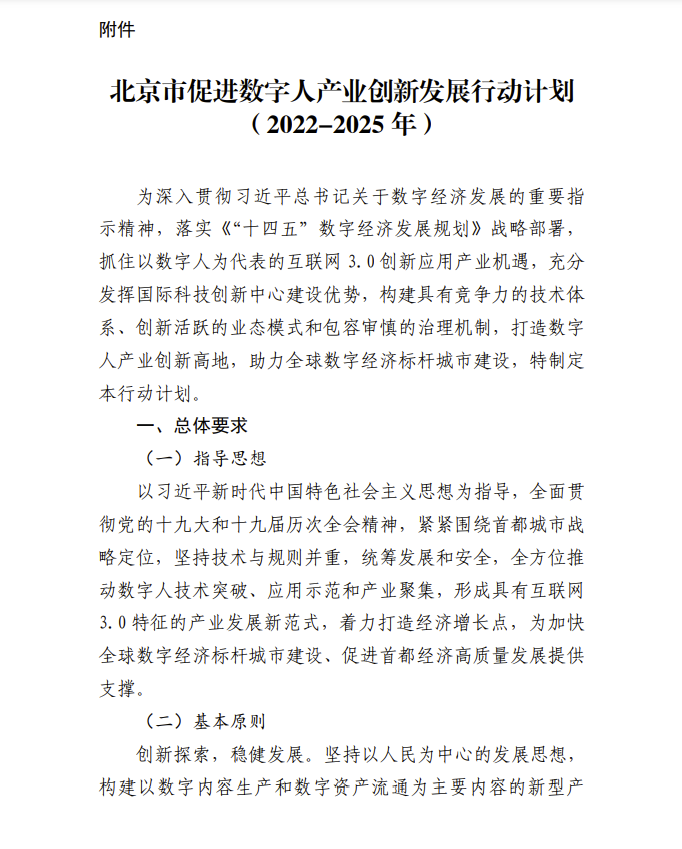 附件
北京市促进数字人产业创新发展行动计划
（2022-2025 年）
为深入贯彻习近平总书记关于数字经济发展的重要指
示精神，落实《“十四五”数字经济发展规划》战略部署，
抓住以数字人为代表的互联网 3.0 创新应用产业机遇，充分
发挥国际科技创新中心建设优势，构建具有竞争力的技术体
系、创新活跃的业态模式和包容审慎的治理机制，打造数字
人产业创新高地，助力全球数字经济标杆城市建设，特制定
本行动计划。
一、总体要求
（一）指导思想
以习近平新时代中国特色社会主义思想为指导，全面贯
彻党的十九大和十九届历次全会精神，紧紧围绕首都城市战
略定位，坚持技术与规则并重，统筹发展和安全，全方位推
动数字人技术突破、应用示范和产业聚集，形成具有互联网
3.0 特征的产业发展新范式，着力打造经济增长点，为加快
全球数字经济标杆城市建设、促进首都经济高质量发展提供
支撑。
（二）基本原则
创新探索，稳健发展。坚持以人民为中心的发展思想，
构建以数字内容生产和数字资产流通为主要内容的新型产